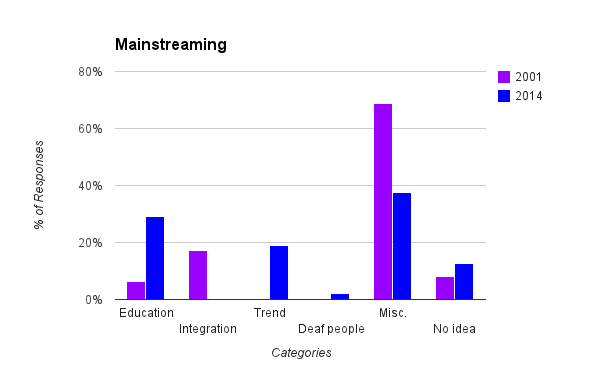 Mainstreaming
80%
60%
40%
20%
0%
% of Responses
2001
2014
Education
Integration
Trend
Deaf people
Misc.
No idea
Categories